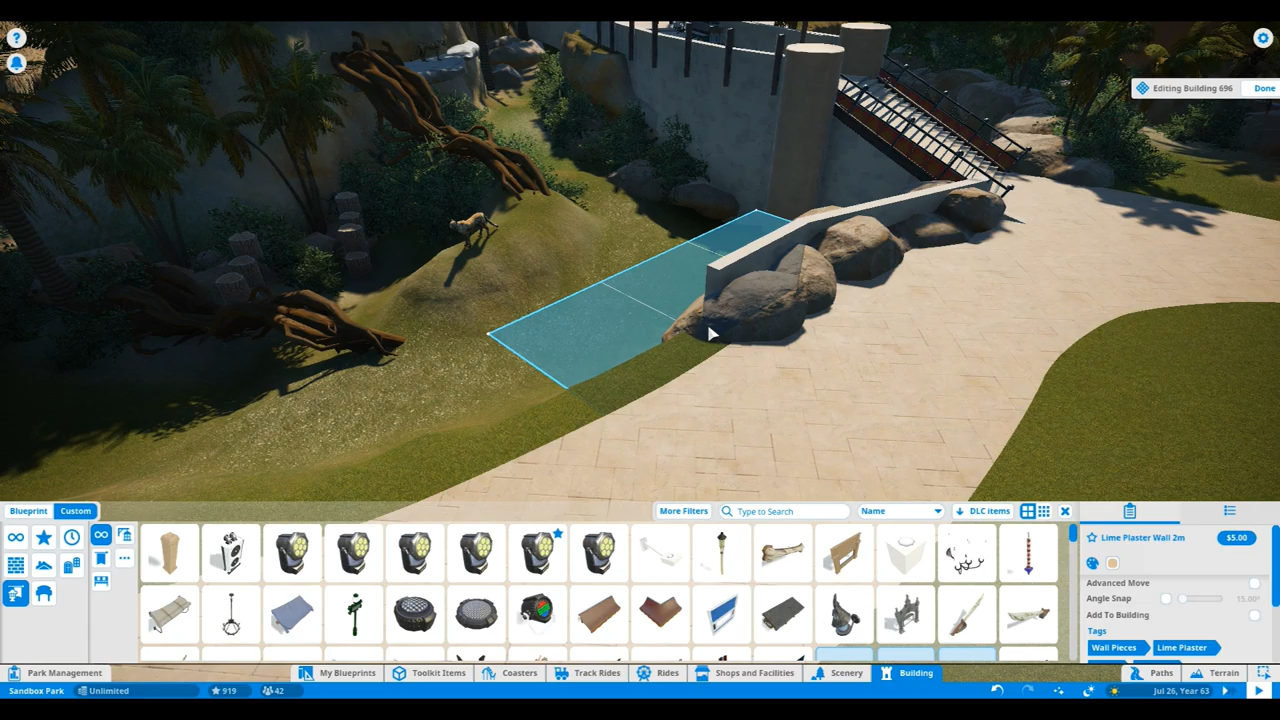 ?
Editing Building 696 Done
Blueprint Custom
More Filters Type to Search Name DLC items
Lime Plaster Wall 2m $5.00
Advanced Move
Angle Snap 15.00°
Add To Building
Tags
Wall Pieces Lime Plaster
Park Management My Blueprints Toolkit Items Coasters Track Rides Rides Shops and Facilities Scenery Building Paths Terrain
Sandbox Park Unlimited 919 42 Jul 26, Year 63